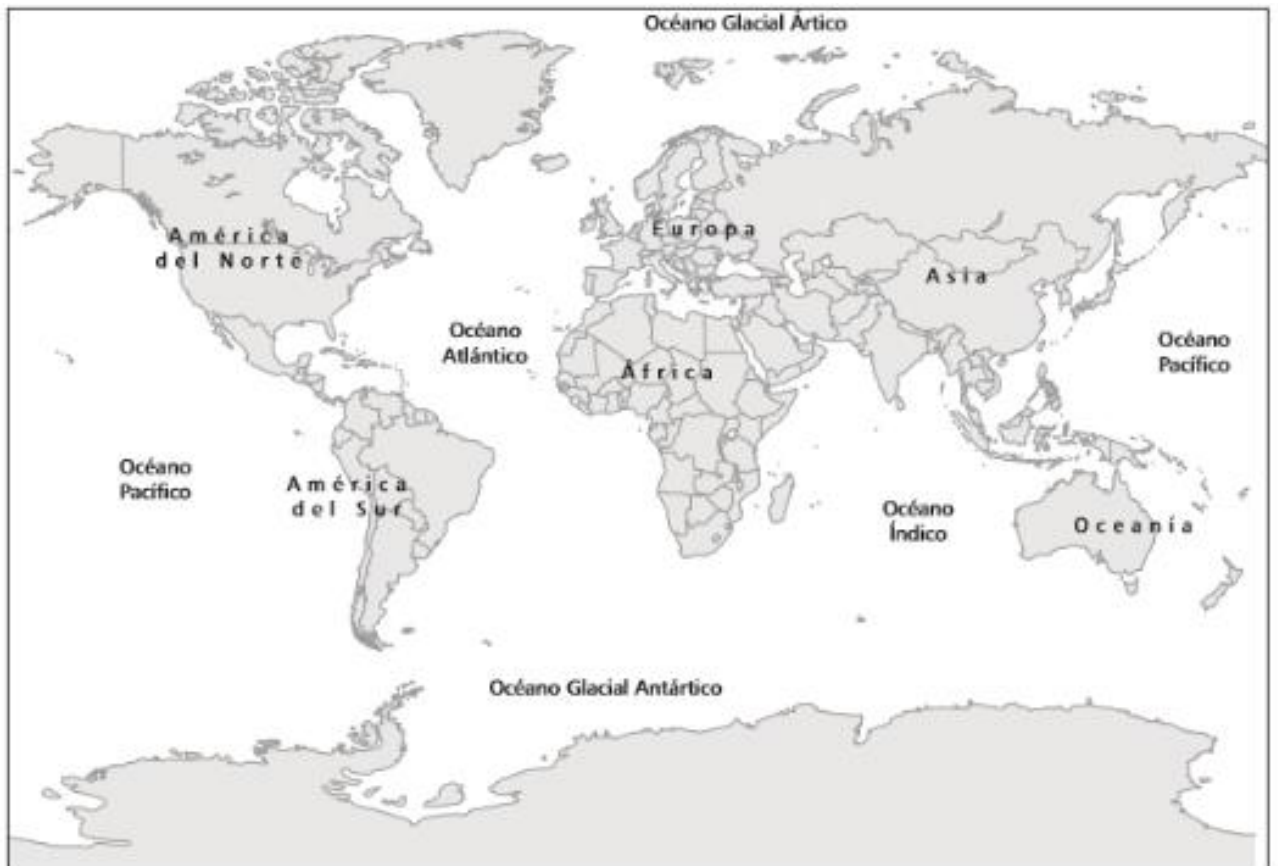 Océano Glacial Ártico
América
del Norte
Europa
Asia
Océano
Atlántico
Océano
Pacífico
África
Océano
Pacífico
América
del Sur
Océano
Índico
Oceanía
Océano Glacial Antártico